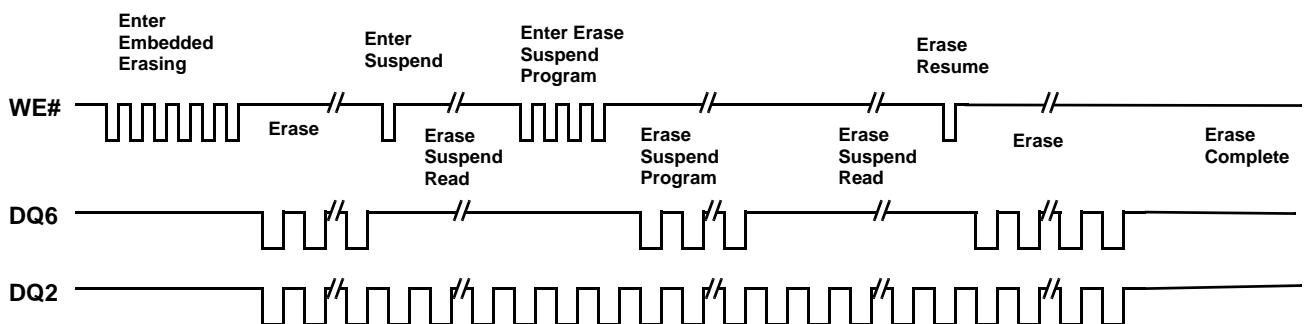 Enter
Embedded
Erasing
Enter
Suspend
Enter Erase
Suspend
Program
Erase
Resume
WE#
Erase
Erase
Suspend
Read
Erase
Suspend
Program
Erase
Suspend
Read
Erase
Erase
Complete
DQ6
DQ2